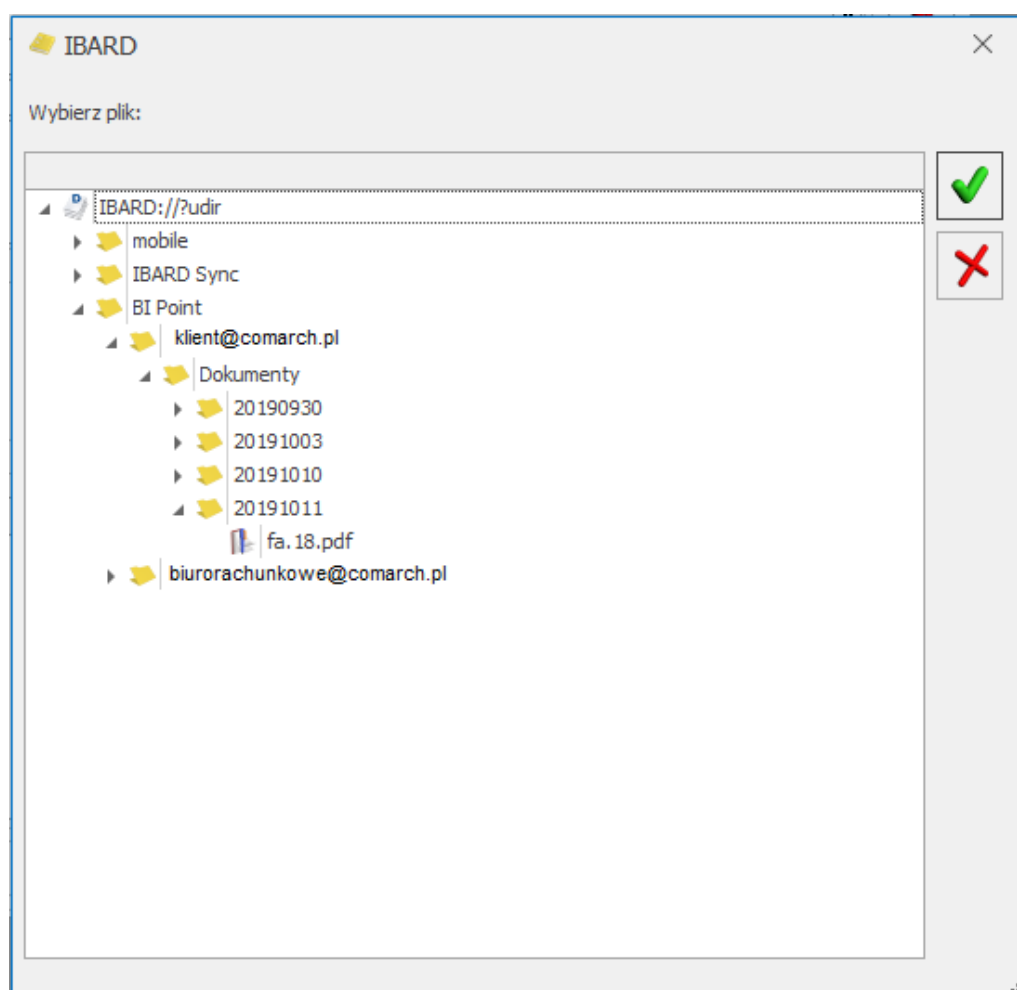 IBARD
Wybierz plik:
IBARD://?udir
mobile
IBARD Sync
BI Point
klient@comarch.pl
Dokumenty
20190930
20191003
20191010
20191011
fa.18.pdf
biurorachunkowe@comarch.pl